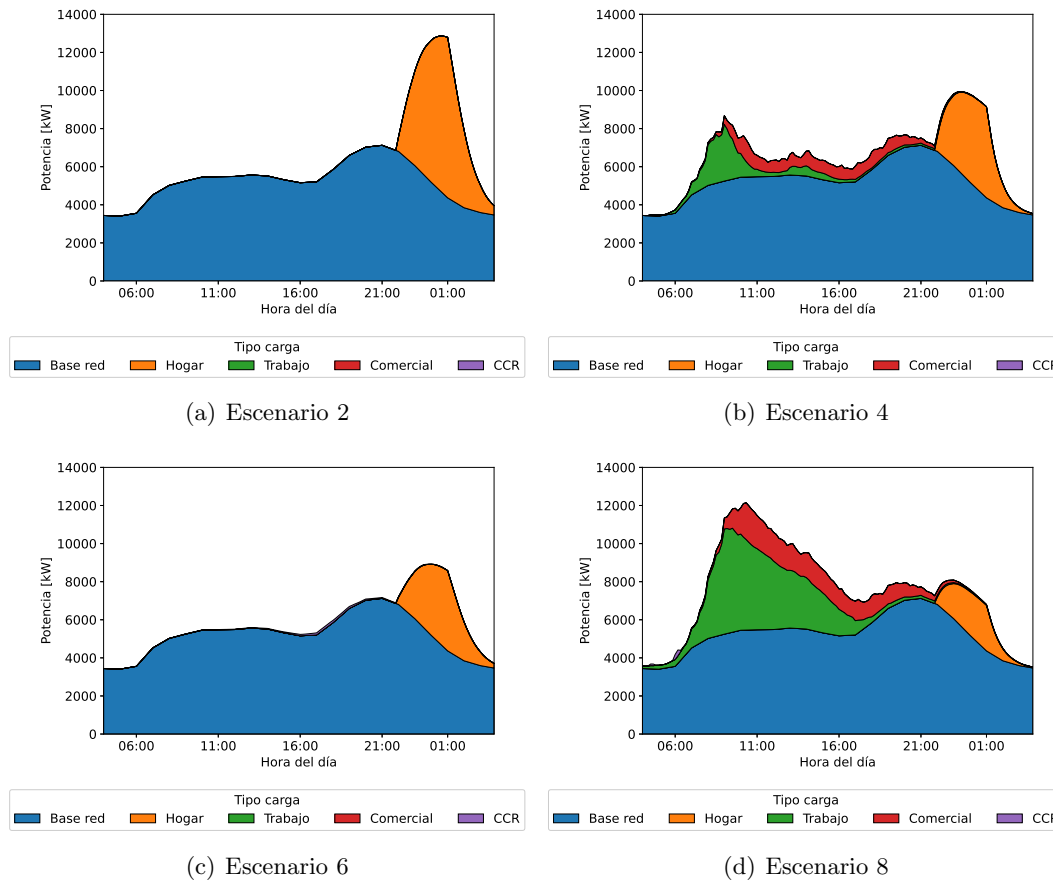 14000
12000
10000
8000
6000
4000
2000
0
Potencia [kW]
06:00 11:00 16:00 21:00 01:00
Hora del día
Tipo carga
Base red Hogar Trabajo Comercial CCR
(a) Escenario 2
14000
12000
10000
8000
6000
4000
2000
0
Potencia [kW]
06:00 11:00 16:00 21:00 01:00
Hora del día
Tipo carga
Base red Hogar Trabajo Comercial CCR
(b) Escenario 4
14000
12000
10000
8000
6000
4000
2000
0
Potencia [kW]
06:00 11:00 16:00 21:00 01:00
Hora del día
Tipo carga
Base red Hogar Trabajo Comercial CCR
(c) Escenario 6
14000
12000
10000
8000
6000
4000
2000
0
Potencia [kW]
06:00 11:00 16:00 21:00 01:00
Hora del día
Tipo carga
Base red Hogar Trabajo Comercial CCR
(d) Escenario 8